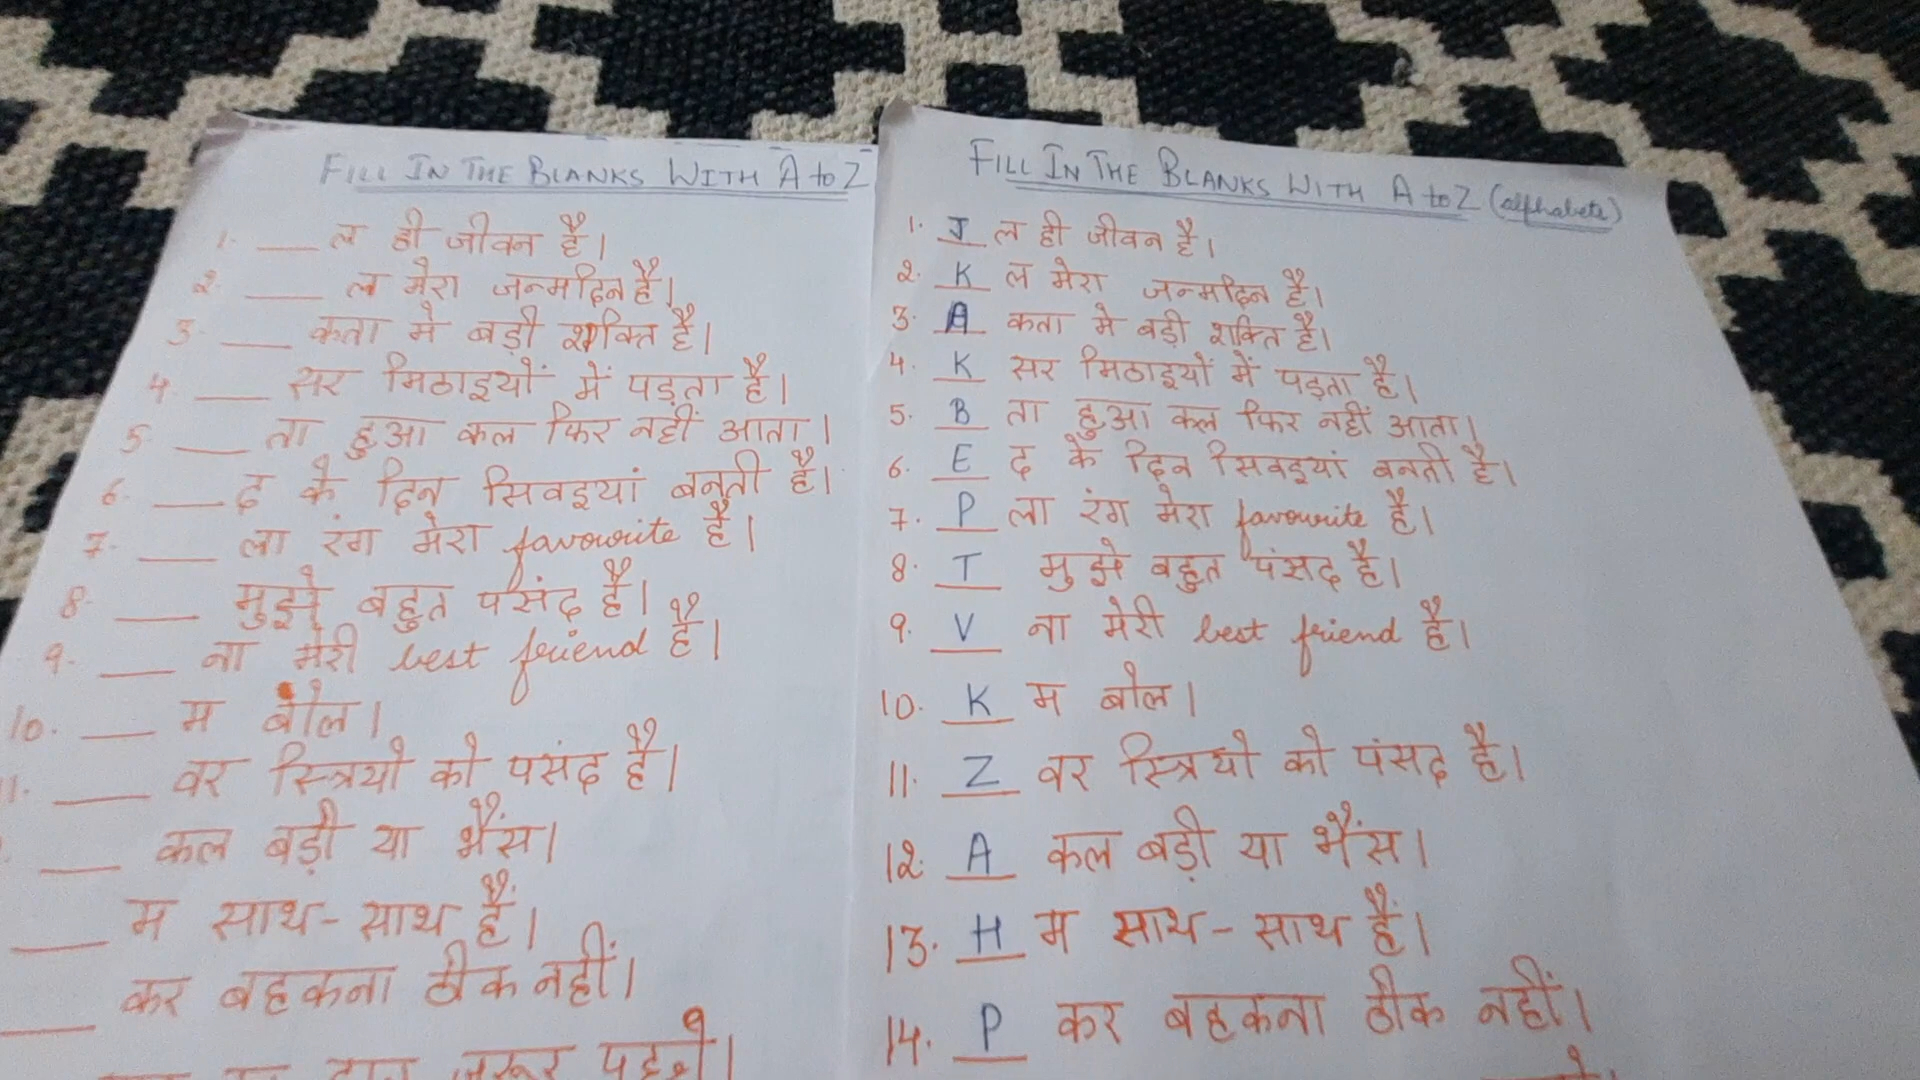 FILL IN THE BLANKS WITH A to Z
1. ___ ल ही जीवन है।
2. ___ ल मेरा जन्मदिन है।
3. ___ कता मे बड़ी शक्ति है।
4. ___ सर मिठाइयों में पड़ता है।
5. ___ ता हुआ कल फिर नहीं आता।
6. ___ द के दिन सिवइयां बनती है।
7. ___ ला रंग मेरा favourite है।
8. ___ मुझे बहुत पसंद है।
9. ___ ना मेरी best friend है।
10. ___ म बोल।
11. ___ वर स्त्रियो को पसंद है।
___ कल बड़ी या भैंस।
___ म साथ-साथ हैं।
___ कर बहकना ठीक नहीं।
FILL IN THE BLANKS WITH A to Z (alphabets)
1. J ल ही जीवन है।
2. K ल मेरा जन्मदिन है।
3. A कता मे बड़ी शक्ति है।
4. K सर मिठाइयों में पड़ता है।
5. B ता हुआ कल फिर नहीं आता।
6. E द के दिन सिवइयां बनती है।
7. P ला रंग मेरा favourite है।
8. T मुझे बहुत पंसद है।
9. V ना मेरी best friend है।
10. K म बोल।
11. Z वर स्त्रियो को पंसद है।
12. A कल बड़ी या भैंस।
13. H म साथ-साथ हैं।
14. P कर बहकना ठीक नहीं।